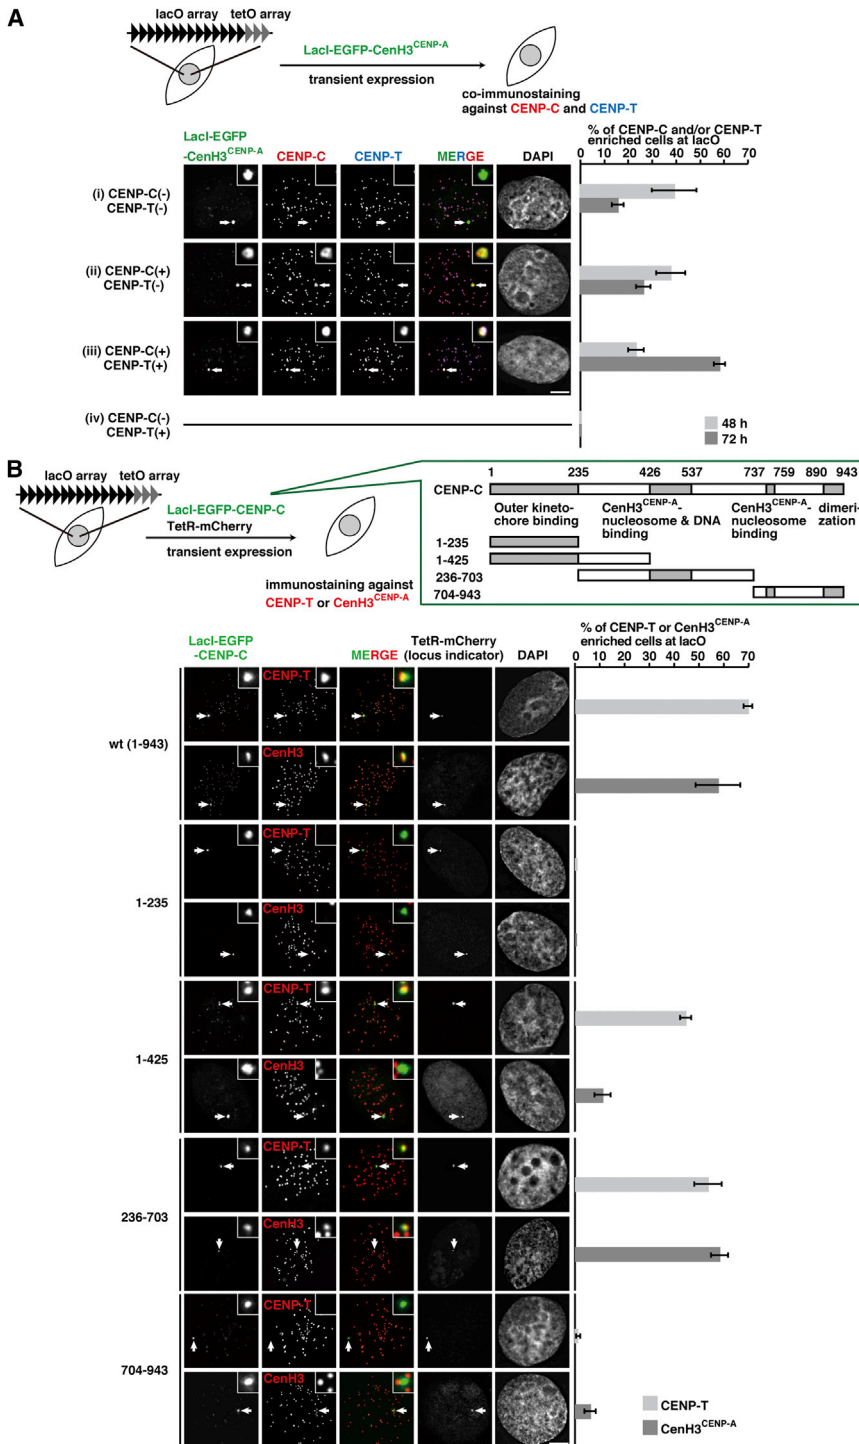 A
lacO array tetO array
LacI-EGFP-CenH3CENP-A
transient expression
co-immunostaining
against CENP-C and CENP-T
LacI-EGFP
-CenH3CENP-A
CENP-C
CENP-T
MERGE
DAPI
% of CENP-C and/or CENP-T
enriched cells at lacO
0 10 20 30 40 50 60 70
(i) CENP-C(-)
CENP-T(-)
(ii) CENP-C(+)
CENP-T(-)
(iii) CENP-C(+)
CENP-T(+)
(iv) CENP-C(-)
CENP-T(+)
48 h
72 h
B
lacO array tetO array
LacI-EGFP-CENP-C
TetR-mCherry
transient expression
immunostaining against
CENP-T or CenH3CENP-A
1 235 426 537 737 759 890 943
CENP-C
Outer kineto-
chore binding
CenH3CENP-A-
nucleosome & DNA
binding
CenH3CENP-A-
nucleosome
binding
dimeri-
zation
1-235
1-425
236-703
704-943
LacI-EGFP
-CENP-C
MERGE
TetR-mCherry
(locus indicator)
DAPI
% of CENP-T or CenH3CENP-A
enriched cells at lacO
0 10 20 30 40 50 60 70
wt (1-943)
CENP-T
CenH3
1-235
CENP-T
CenH3
1-425
CENP-T
CenH3
236-703
CENP-T
CenH3
704-943
CENP-T
CenH3
CENP-T
CenH3CENP-A